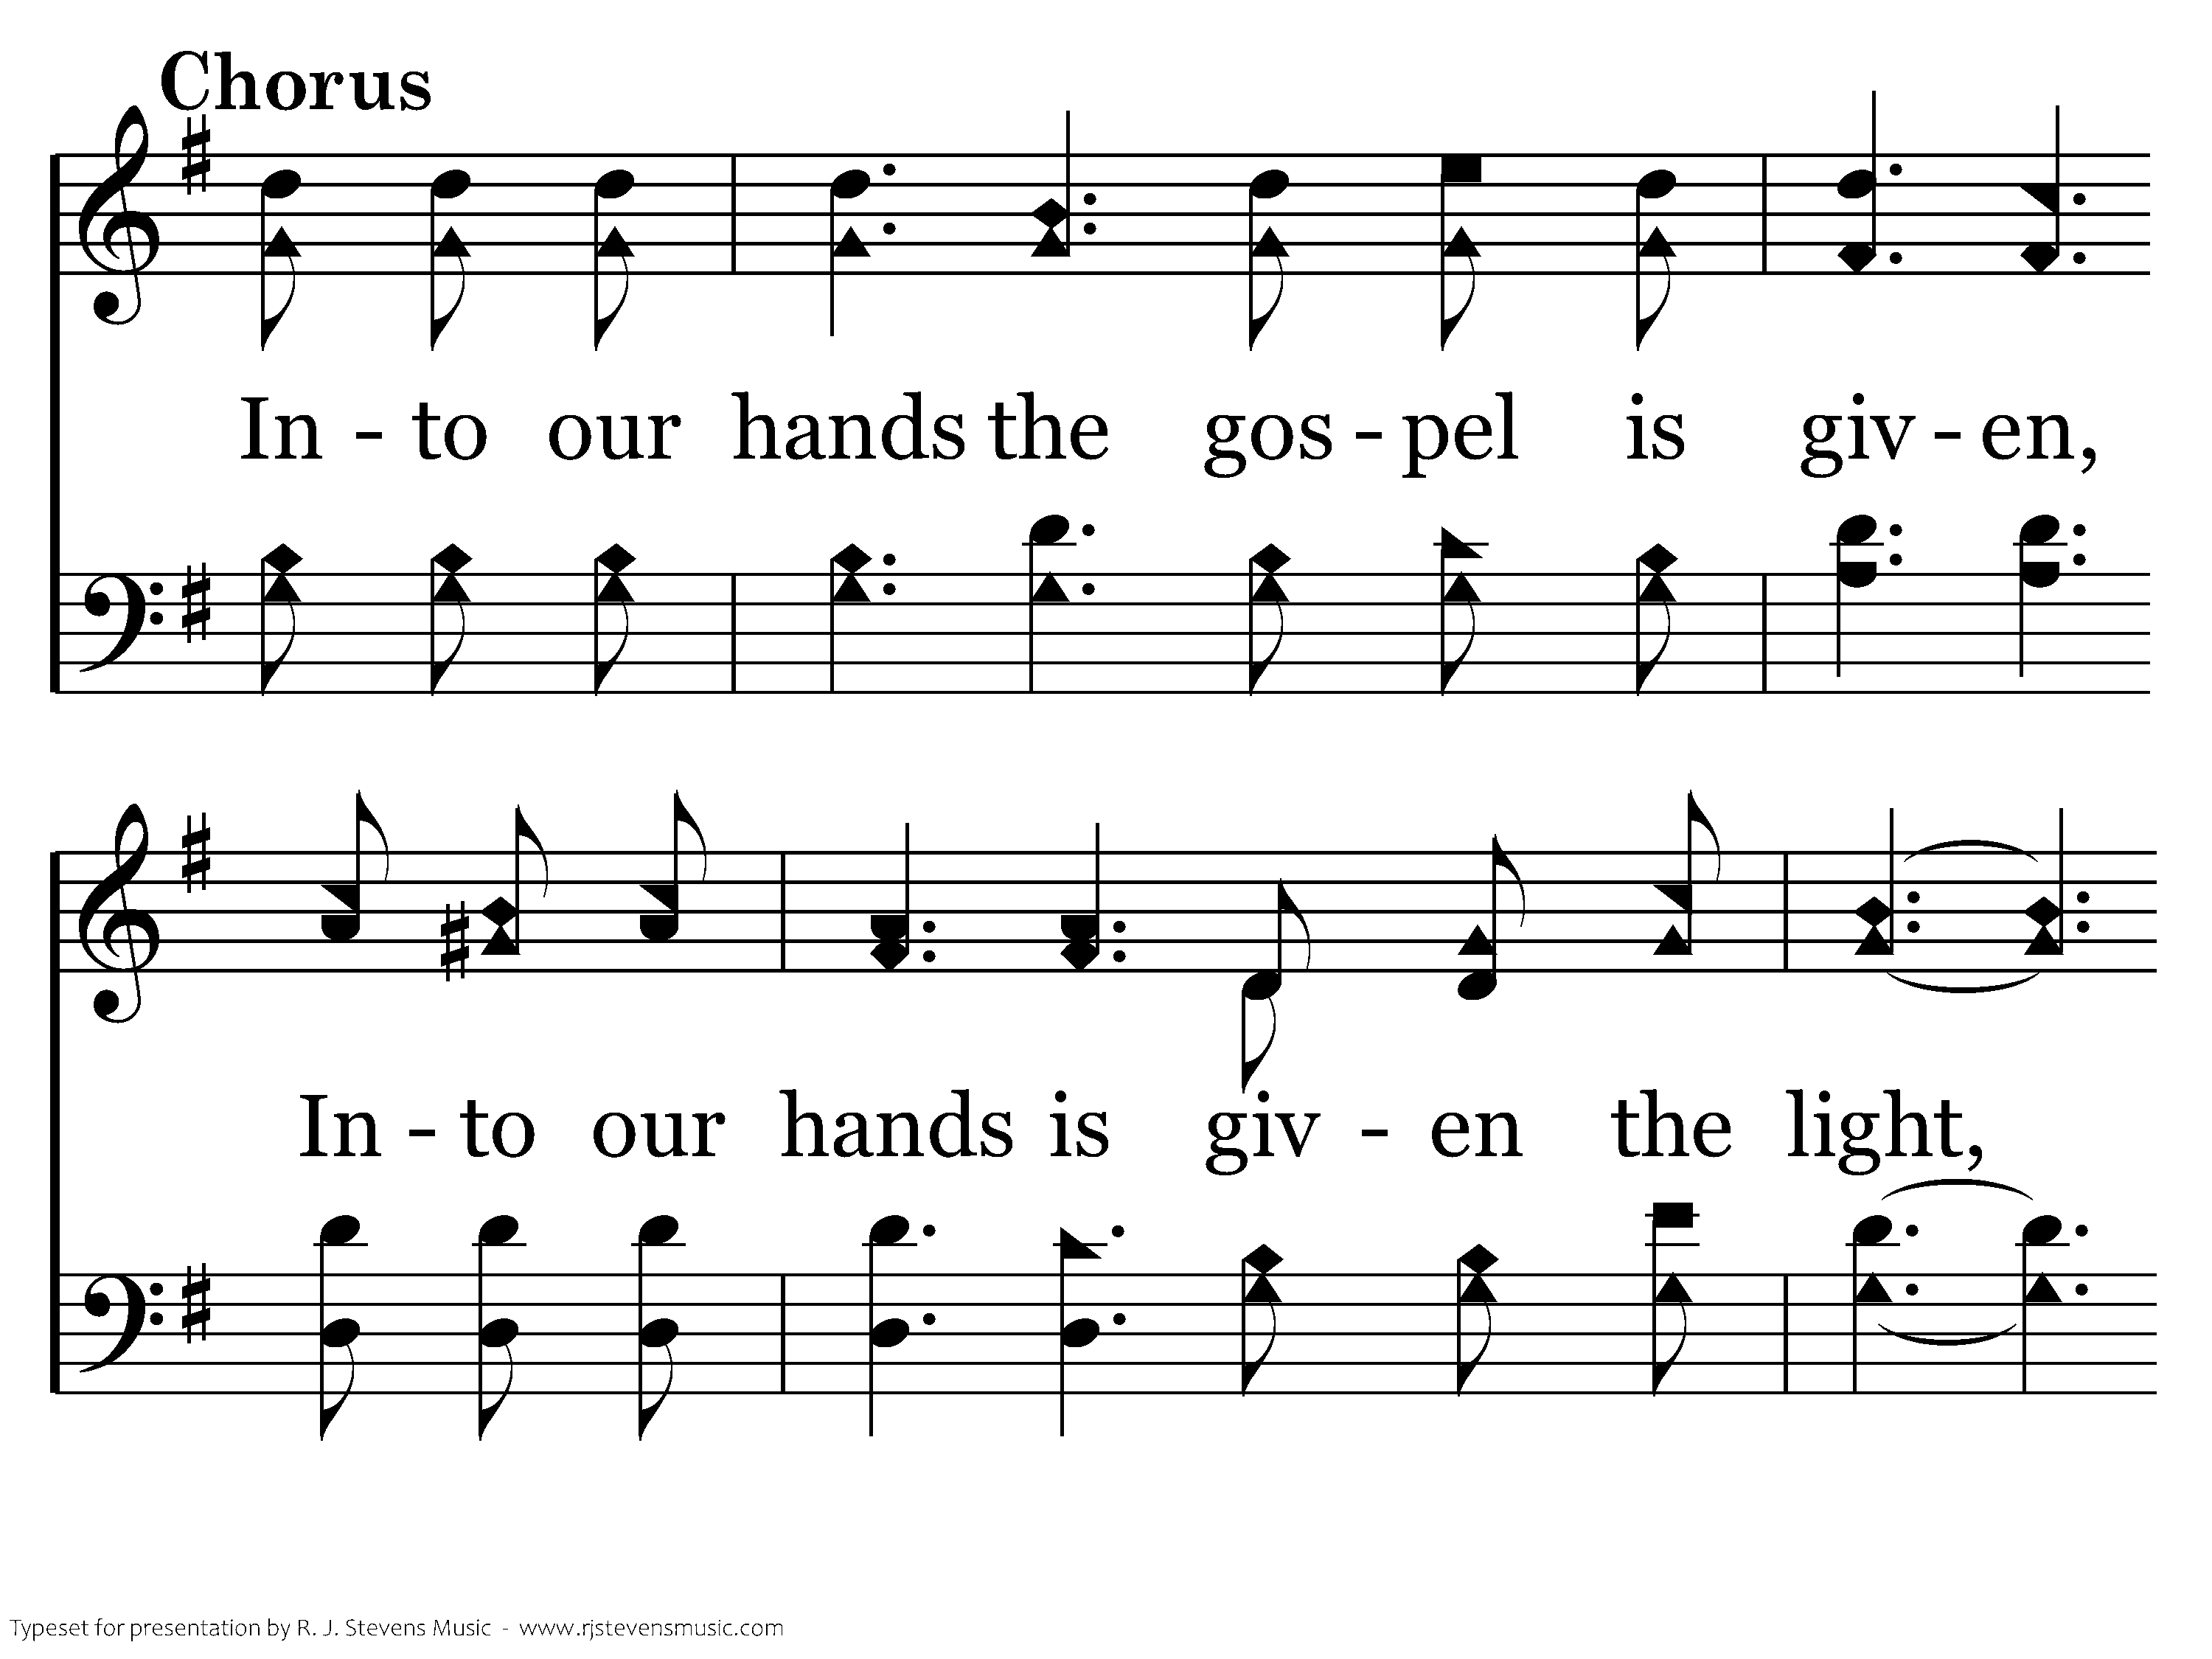 Chorus
In - to our hands the gos - pel is giv - en,
In - to our hands is giv - en the light,
Typeset for presentation by R. J. Stevens Music - www.rjstevensmusic.com